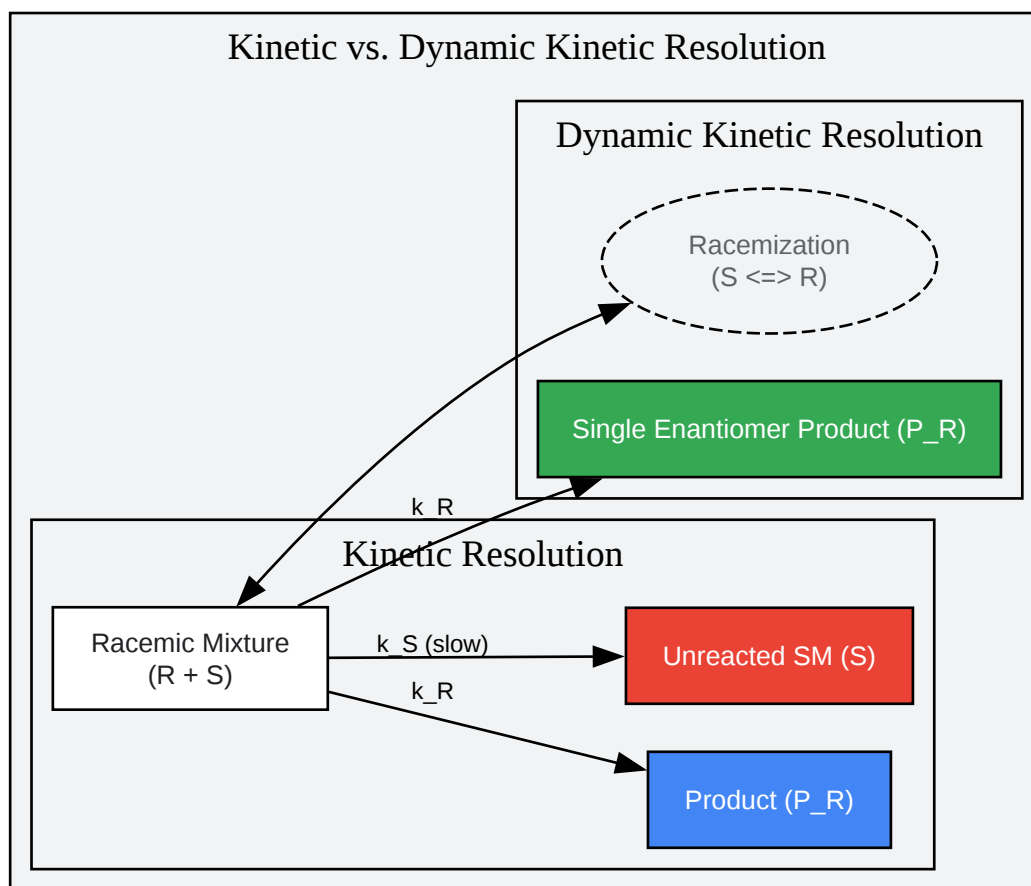 Kinetic vs. Dynamic Kinetic Resolution
Dynamic Kinetic Resolution
Racemization
(S <=> R)
Single Enantiomer Product (P_R)
k_R
Kinetic Resolution
Racemic Mixture
(R + S)
k_S (slow)
Unreacted SM (S)
k_R
Product (P_R)